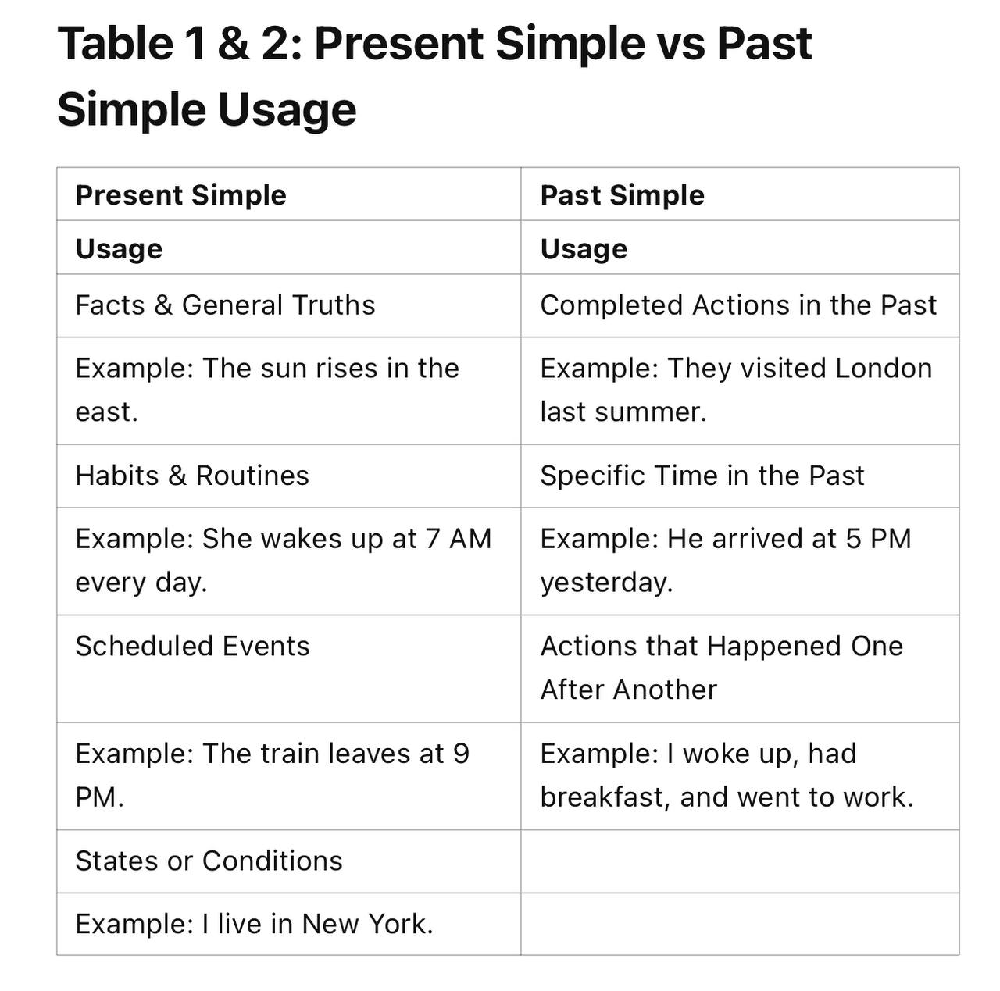 Table 1 & 2: Present Simple vs Past
Simple Usage
Present Simple
Past Simple
Usage
Usage
Facts & General Truths
Completed Actions in the Past
Example: The sun rises in the
east.
Example: They visited London
last summer.
Habits & Routines
Specific Time in the Past
Example: She wakes up at 7 AM
every day.
Example: He arrived at 5 PM
yesterday.
Scheduled Events
Actions that Happened One
After Another
Example: The train leaves at 9
PM.
Example: I woke up, had
breakfast, and went to work.
States or Conditions
Example: I live in New York.